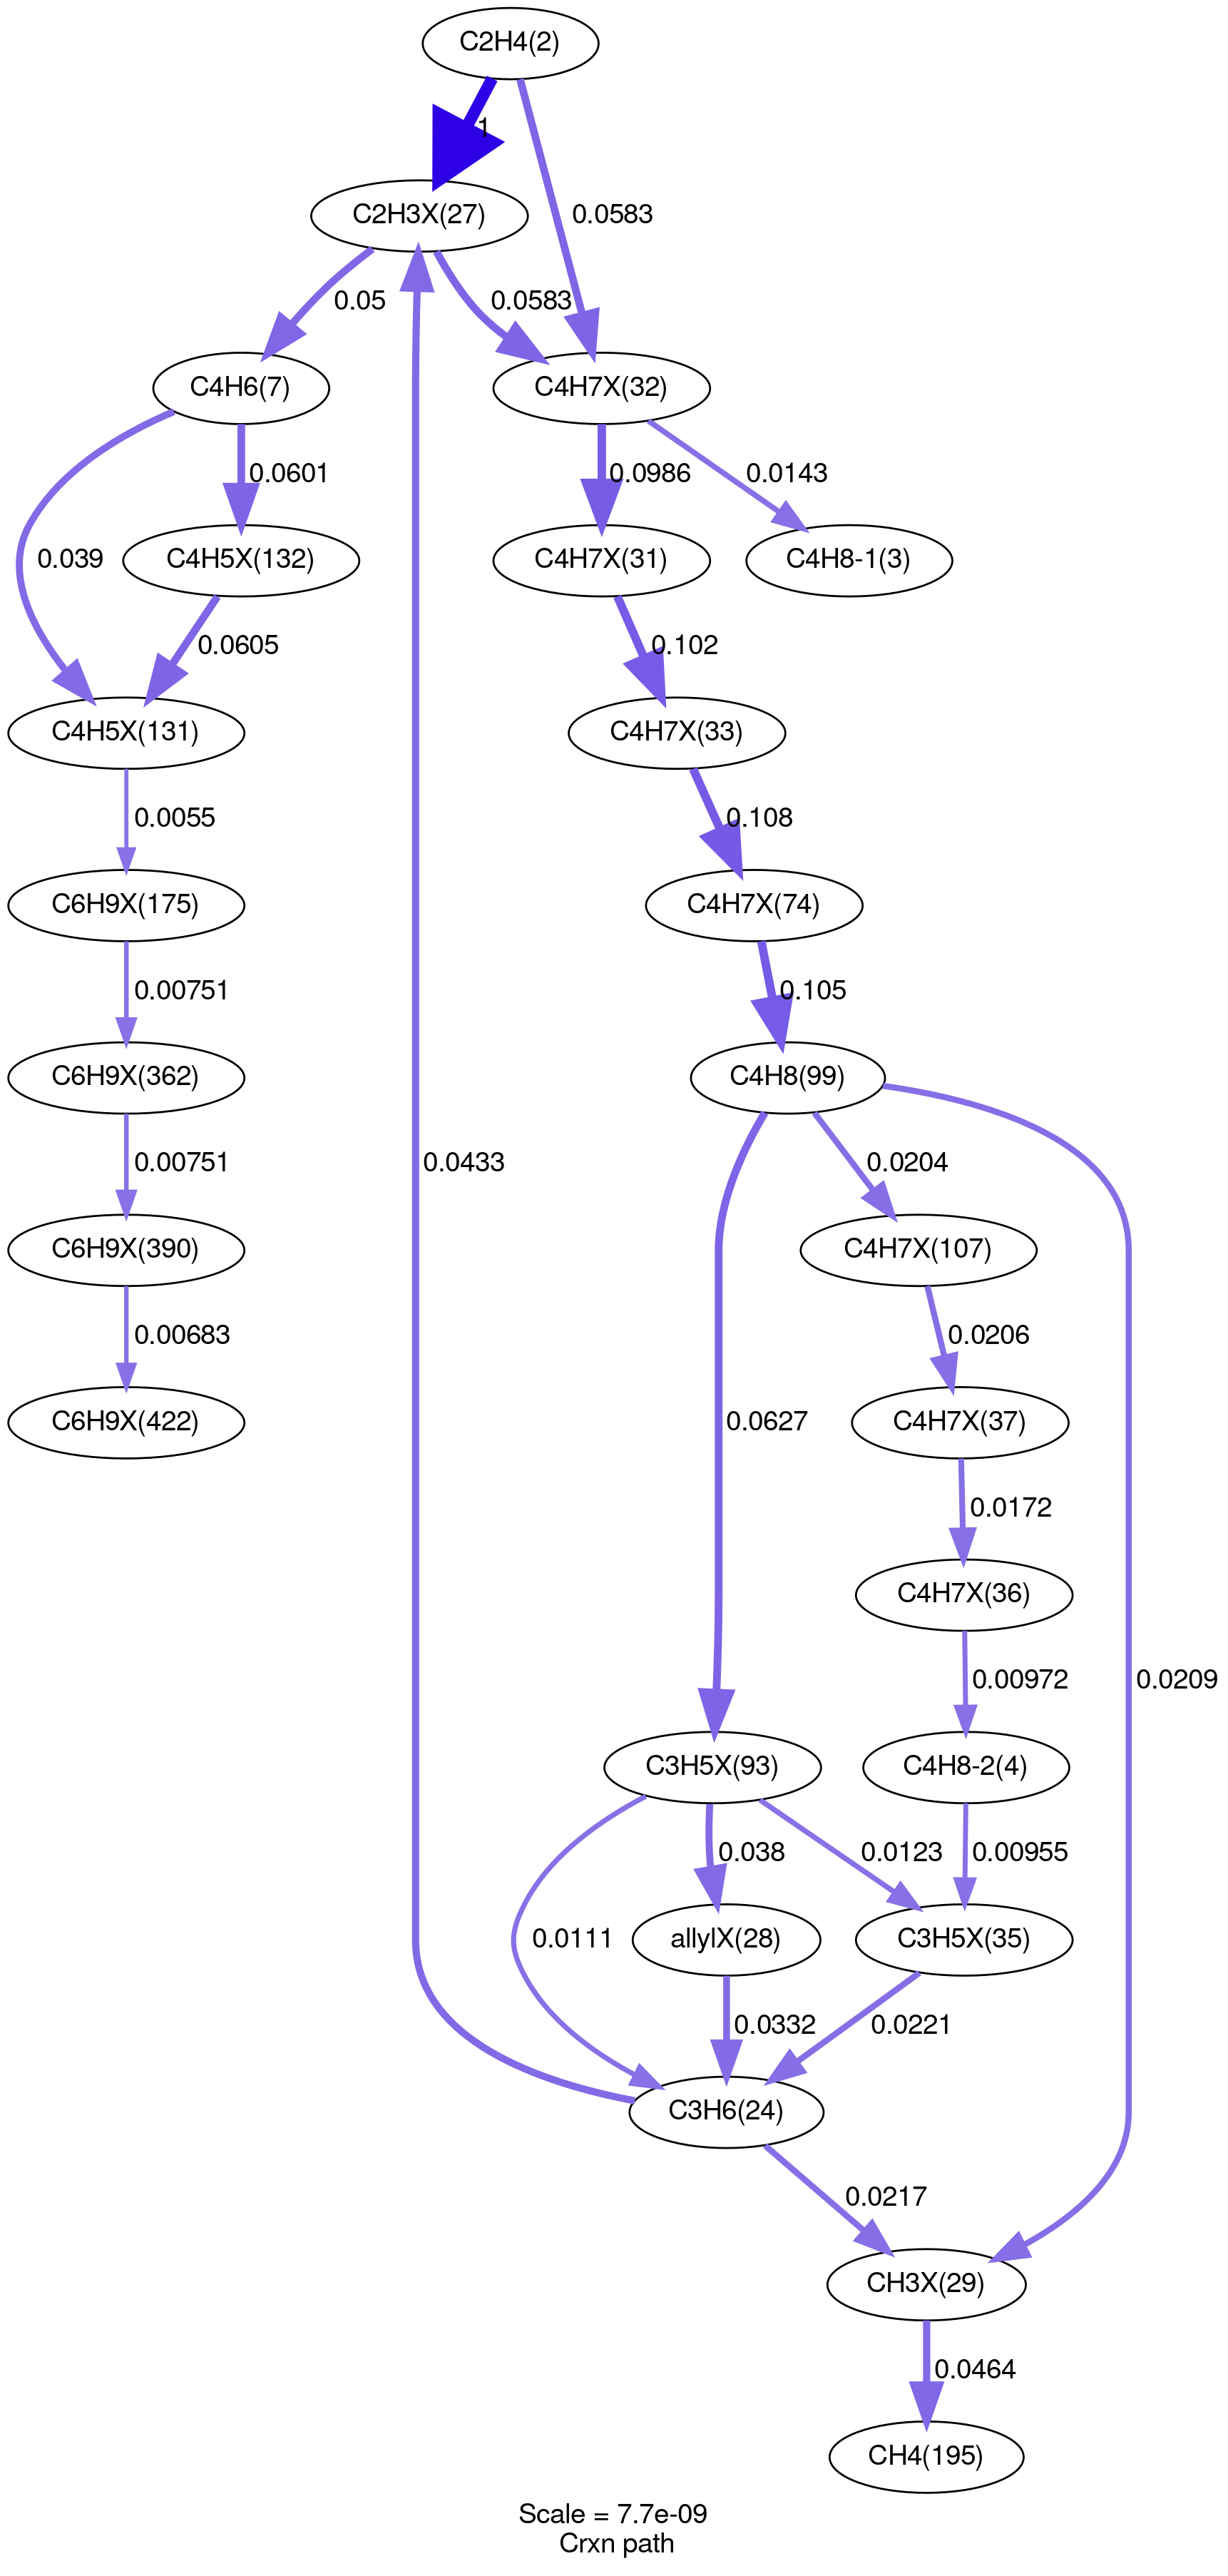 C2H4(2)
1
C2H3X(27)
0.0583
0.05
0.0583
C4H6(7)
C4H7X(32)
0.0601
0.0986
0.0143
0.039
C4H5X(132)
C4H7X(31)
C4H8-1(3)
0.0605
0.102
C4H5X(131)
C4H7X(33)
0.0055
0.108
C6H9X(175)
C4H7X(74)
0.00751
0.105
C6H9X(362)
C4H8(99)
0.00751
0.0433
0.0204
C6H9X(390)
C4H7X(107)
0.00683
0.0206
C6H9X(422)
0.0627
C4H7X(37)
0.0172
C4H7X(36)
0.00972
0.0209
C3H5X(93)
C4H8-2(4)
0.038
0.0123
0.00955
0.0111
allylX(28)
C3H5X(35)
0.0332
0.0221
C3H6(24)
0.0217
CH3X(29)
0.0464
CH4(195)
Scale = 7.7e-09
Crxn path